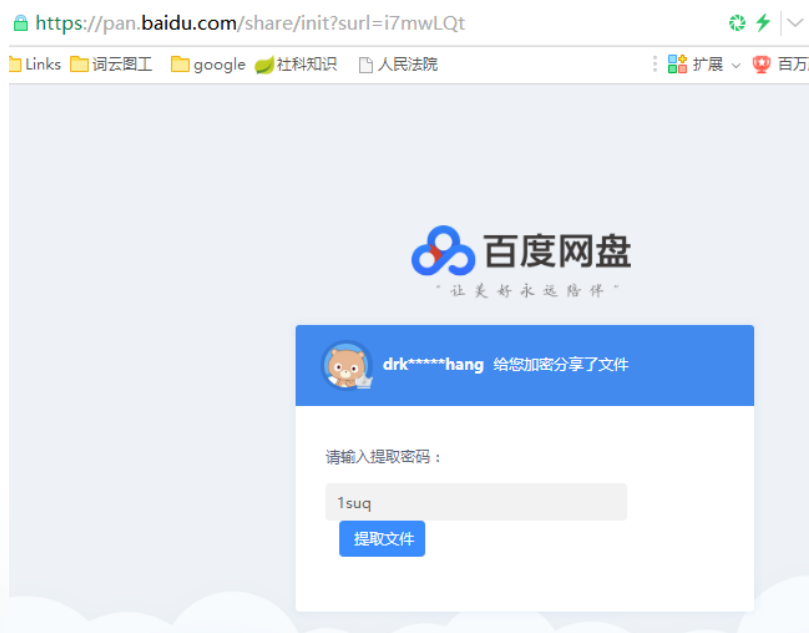 https://pan.baidu.com/share/init?surl=i7mwLQt
Links 词云图工 google 社科知识 人民法院 扩展 百万
百度网盘
"让美好永远陪伴"
drk*****hang 给您加密分享了文件
请输入提取密码：
1suq
提取文件